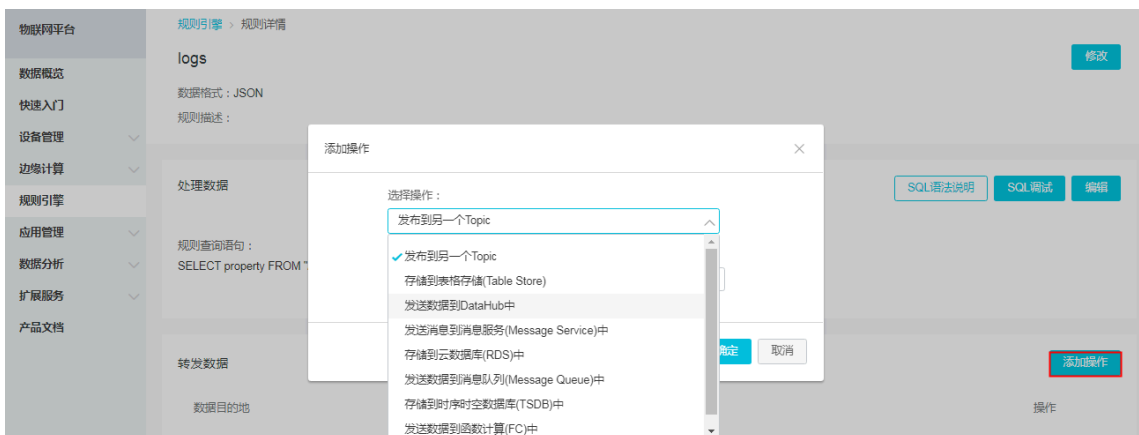 物联网平台
数据概览
快速入门
设备管理
边缘计算
规则引擎
应用管理
数据分析
扩展服务
产品文档
规则引擎 > 规则详情
logs
修改
数据格式：JSON
规则描述：
处理数据
SQL语法说明
SQL调试
编辑
规则查询语句：
SELECT property FROM "
添加操作
选择操作：
发布到另一个Topic
发布到另一个Topic
存储到表格存储(Table Store)
发送数据到DataHub中
发送消息到消息服务(Message Service)中
存储到云数据库(RDS)中
发送数据到消息队列(Message Queue)中
存储到时序时空数据库(TSDB)中
发送数据到函数计算(FC)中
确定
取消
转发数据
添加操作
数据目的地
操作